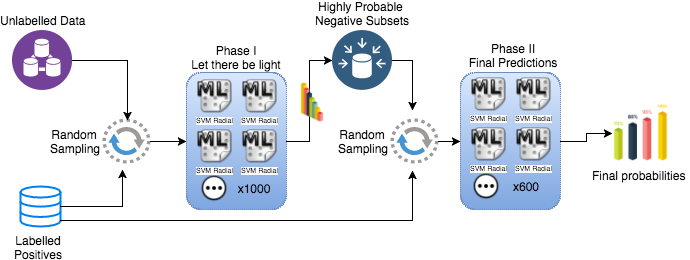 Unlabelled Data
Random
Sampling
Labelled
Positives
Phase I
Let there be light
ML
ML
SVM Radial
SVM Radial
ML
ML
SVM Radial
SVM Radial
x1000
Highly Probable
Negative Subsets
Random
Sampling
Phase II
Final Predictions
ML
ML
SVM Radial
SVM Radial
ML
ML
SVM Radial
SVM Radial
x600
Final probabilities